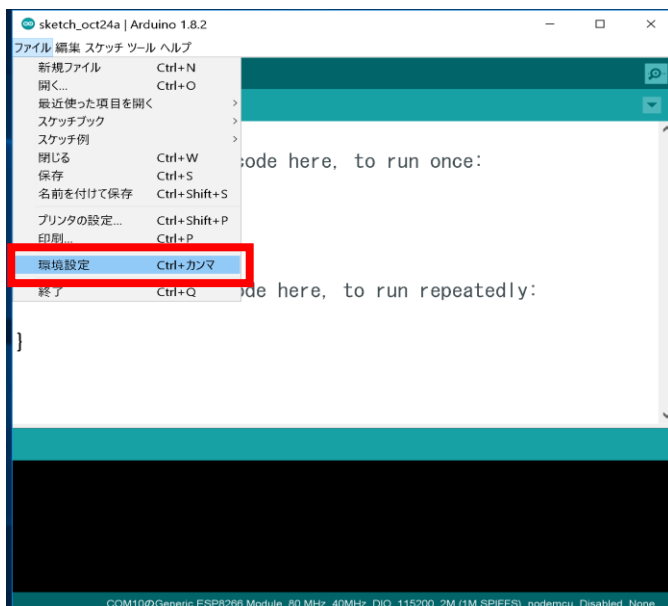 sketch_oct24a | Arduino 1.8.2
ファイル 編集 スケッチ ツール ヘルプ
新規ファイル Ctrl+N
開く... Ctrl+O
最近使った項目を開く >
スケッチブック >
スケッチ例 >
閉じる Ctrl+W
code here, to run once:
保存 Ctrl+S
名前を付けて保存 Ctrl+Shift+S
プリンタの設定... Ctrl+Shift+P
印刷... Ctrl+P
環境設定 Ctrl+カンマ
終了 Ctrl+Q
code here, to run repeatedly:
}
COM10のGeneric ESP8266 Module, 80 MHz, 40MHz, DIO, 115200, 2M (1M SPIFFS), nodemcu, Disabled, None